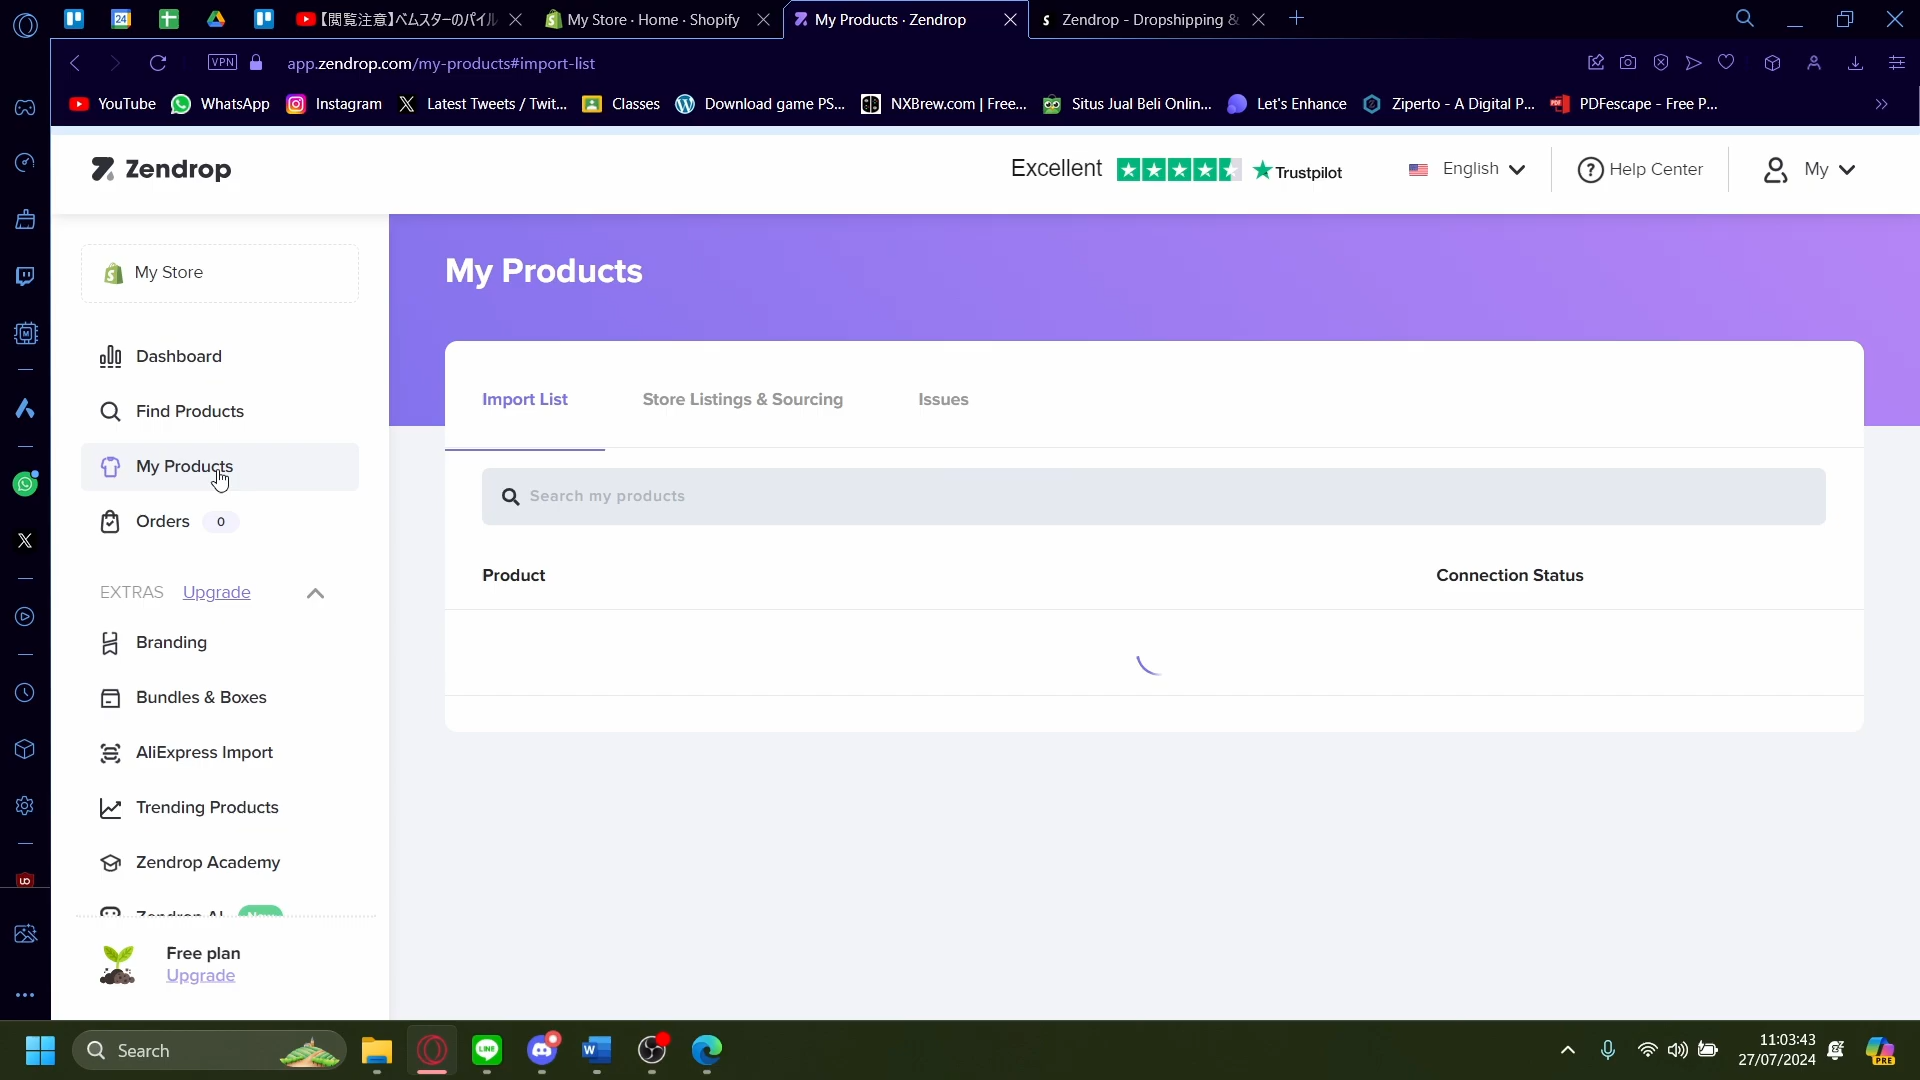 【閲覧注意】ベムスターのパイル
My Store · Home · Shopify
My Products · Zendrop
Zendrop - Dropshipping &
VPN
app.zendrop.com/my-products#import-list
YouTube
WhatsApp
Instagram
Latest Tweets / Twit...
Classes
Download game PS...
NXBrew.com | Free...
Situs Jual Beli Onlin...
Let's Enhance
Ziperto - A Digital P...
PDFescape - Free P...
Zendrop
Excellent
Trustpilot
English
Help Center
My
My Store
My Products
Dashboard
Find Products
My Products
Orders 0
EXTRAS Upgrade
Branding
Bundles & Boxes
AliExpress Import
Trending Products
Zendrop Academy
Zendrop AI New
Free plan
Upgrade
Import List
Store Listings & Sourcing
Issues
Search my products
Product
Connection Status
Search
11:03:43
27/07/2024